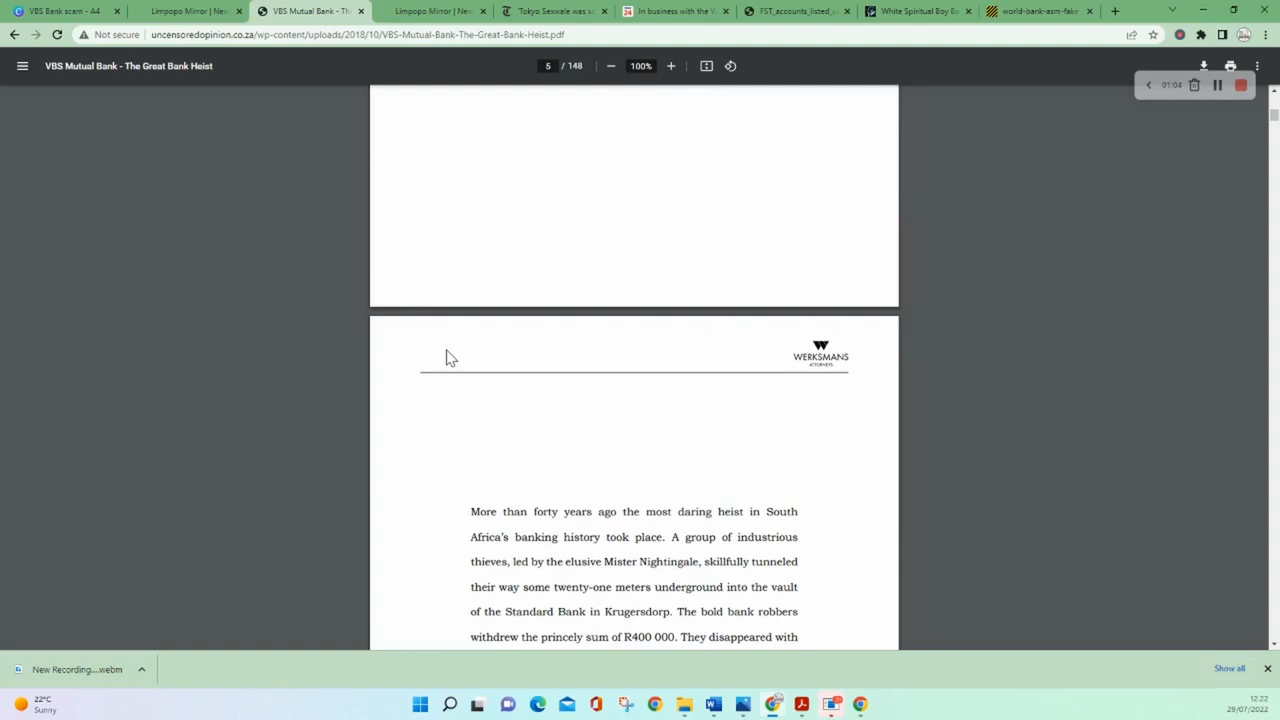 VBS Bank scam - A4
Limpopo Mirror | Ne
VBS Mutual Bank - Th
Limpopo Mirror | Nev
Tokyo Sexwale was sc
In business with the V
FST_accounts_listed_
White Spiritual Boy B
world-bank-asm-fake
Not secure
uncensoredopinion.co.za/wp-content/uploads/2018/10/VBS-Mutual-Bank-The-Great-Bank-Heist.pdf
VBS Mutual Bank - The Great Bank Heist
5 / 148
100%
01:04
WERKSMANS
ATTORNEYS
More than forty years ago the most daring heist in South
Africa's banking history took place. A group of industrious
thieves, led by the elusive Mister Nightingale, skillfully tunneled
their way some twenty-one meters underground into the vault
of the Standard Bank in Krugersdorp. The bold bank robbers
withdrew the princely sum of R400 000. They disappeared with
New Recording....webm
Show all
22°C
Sunny
12:22
29/07/2022